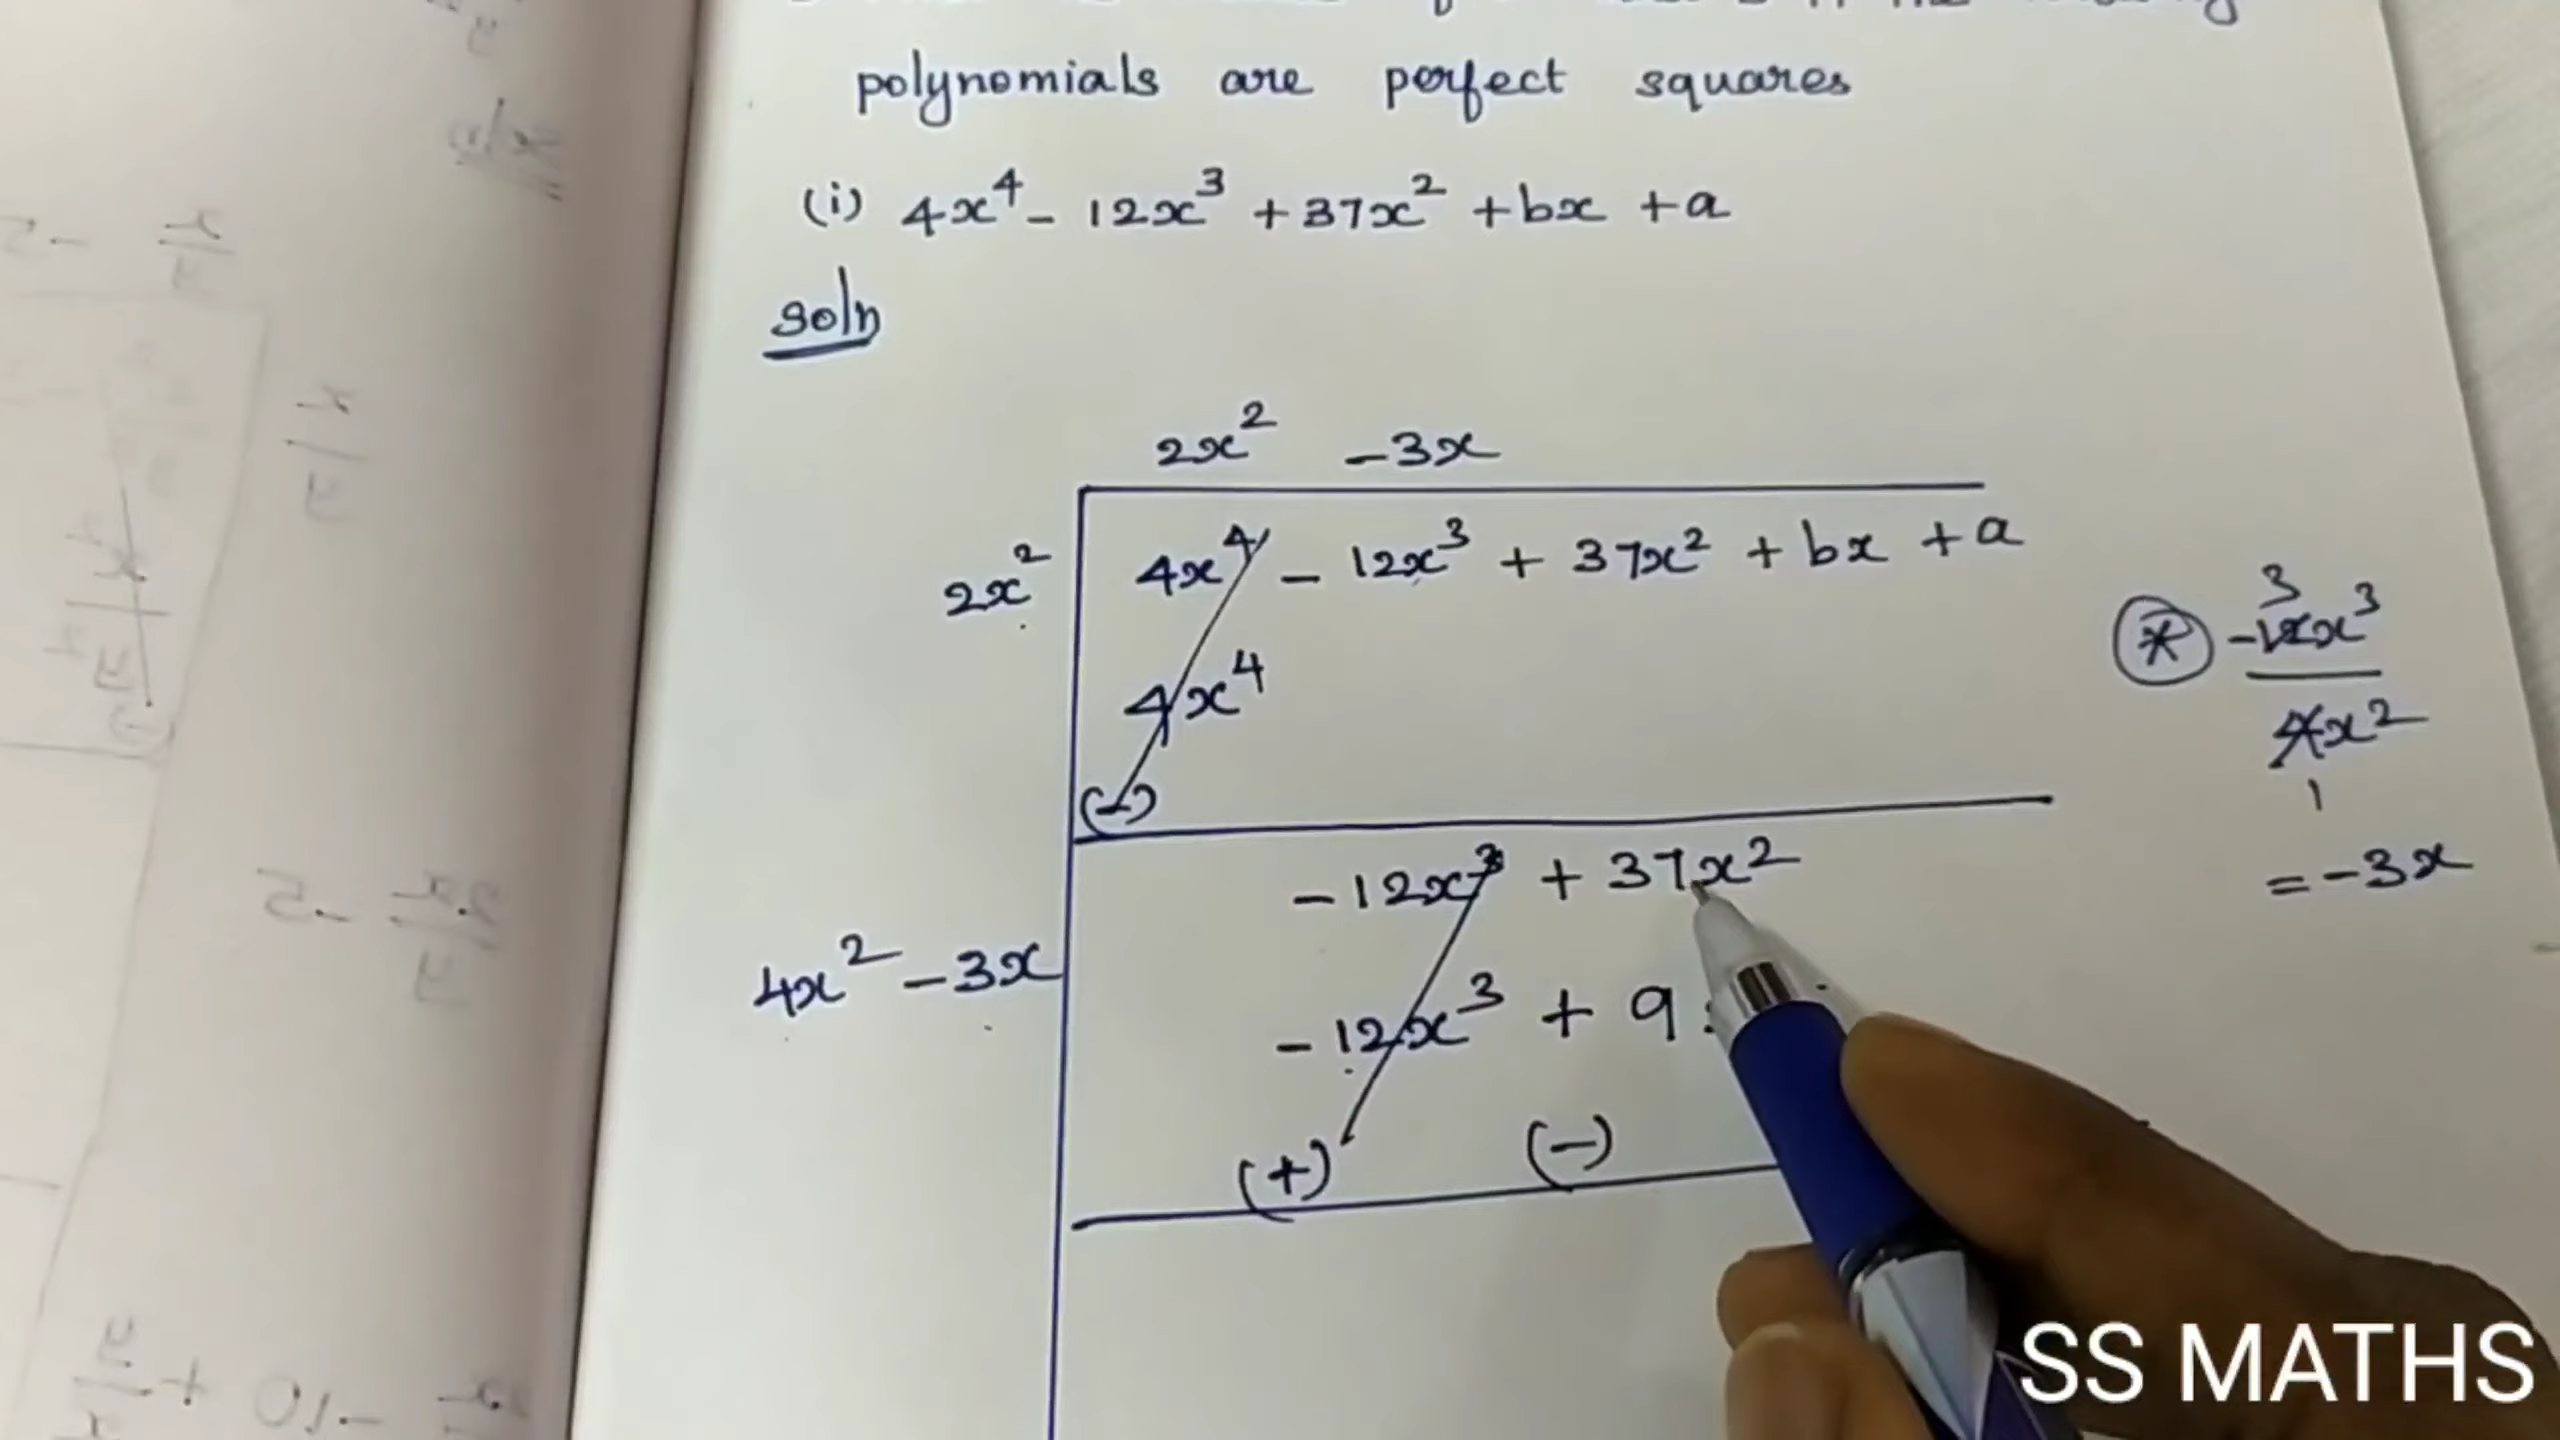 polynomials are perfect squares
(i) 4x⁴ - 12x³ + 37x² + bx + a
soln
2x² -3x
2x² 4x⁴ - 12x³ + 37x² + bx + a
4x⁴
(-)
* -12x³ 3
4x² 1
= -3x
-12x³ + 37x²
4x² - 3x -12x³ + 9
(+) (-)
SS MATHS